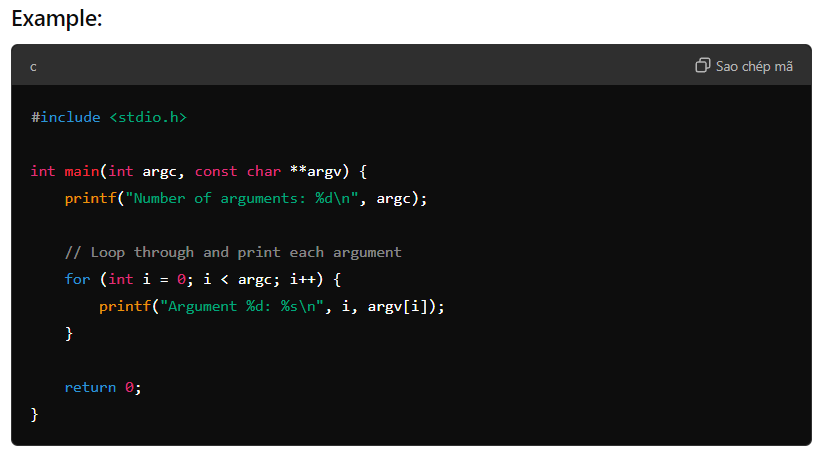 Example:
c
Sao chép mã
#include <stdio.h>
int main(int argc, const char **argv) {
    printf("Number of arguments: %d\n", argc);
    // Loop through and print each argument
    for (int i = 0; i < argc; i++) {
        printf("Argument %d: %s\n", i, argv[i]);
    }
    return 0;
}